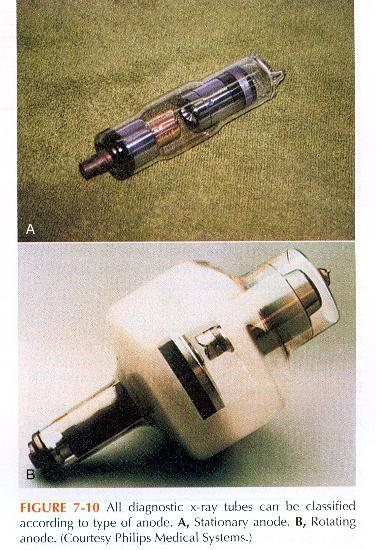 A
B
FIGURE 7-10 All diagnostic x-ray tubes can be classified
according to type of anode. A, Stationary anode. B, Rotating
anode. (Courtesy Philips Medical Systems.)